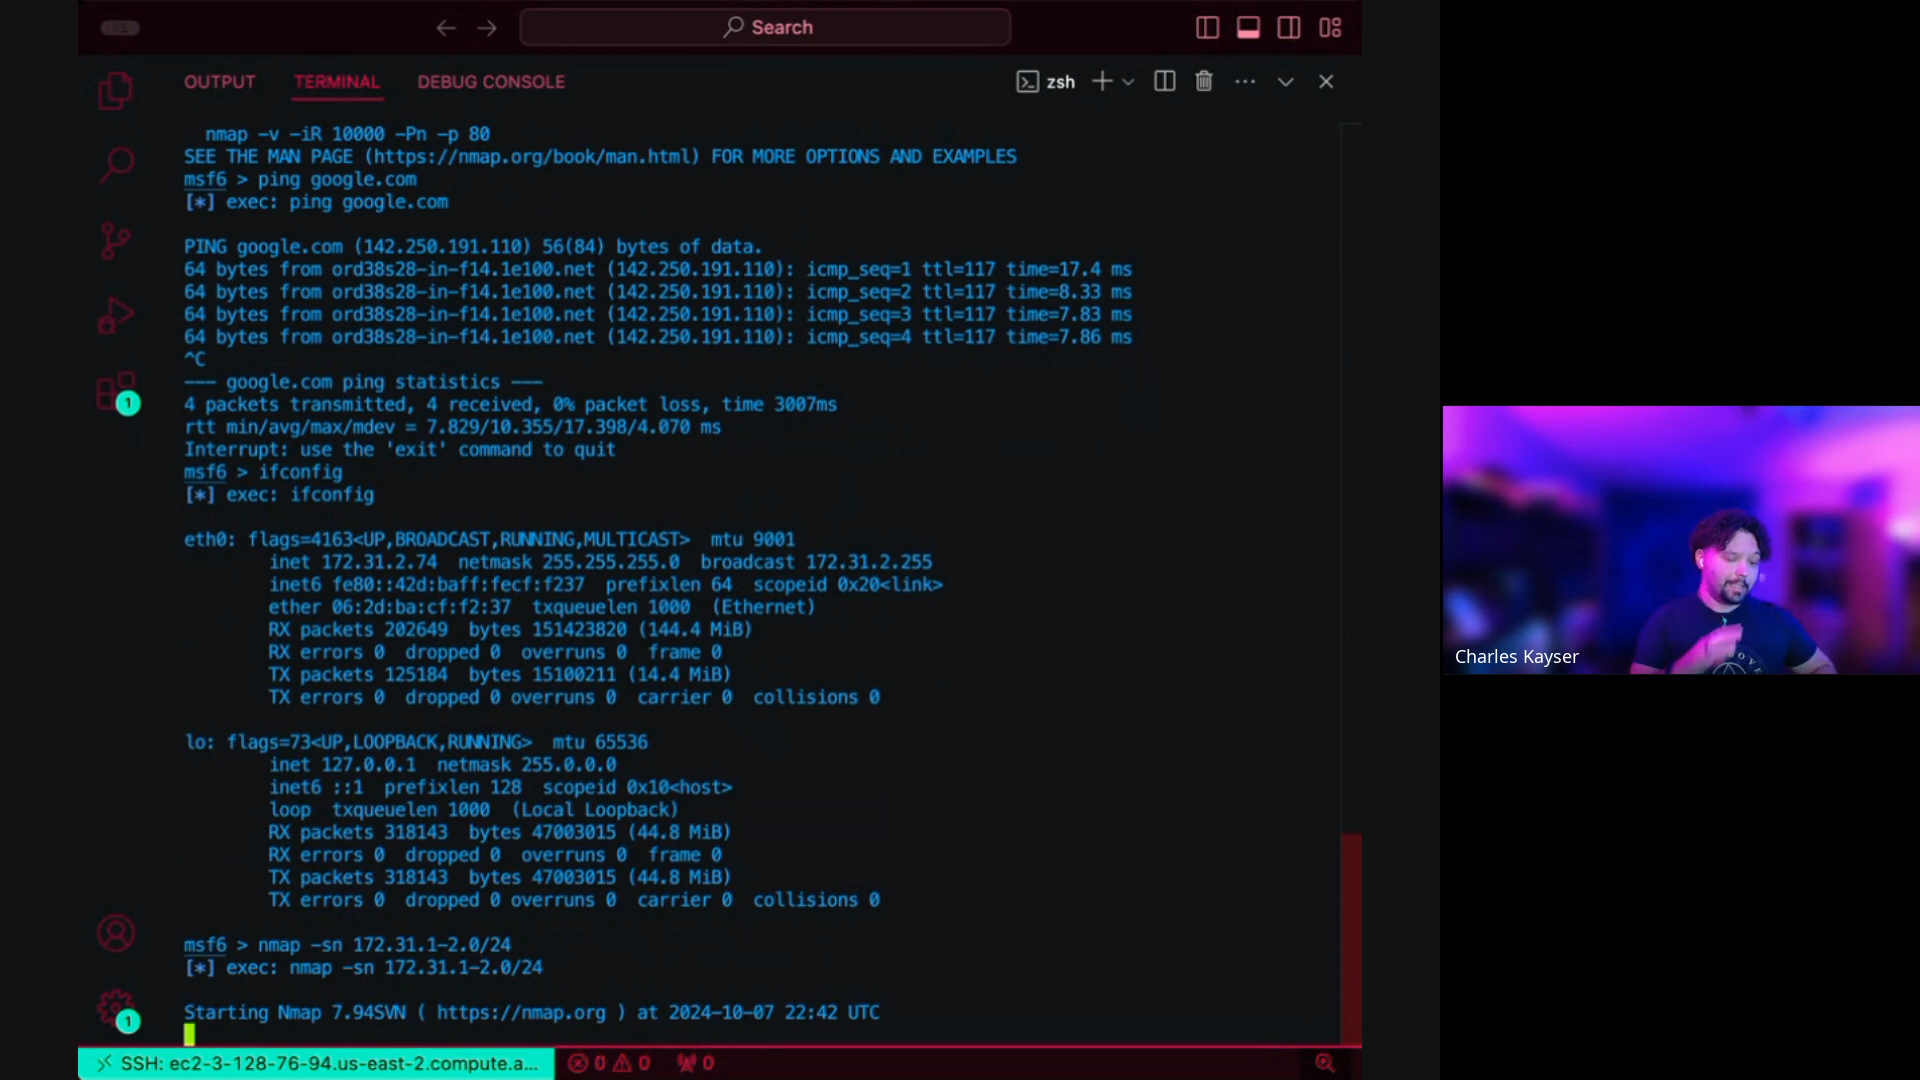 Search
OUTPUT TERMINAL DEBUG CONSOLE zsh
nmap -v -iR 10000 -Pn -p 80
SEE THE MAN PAGE (https://nmap.org/book/man.html) FOR MORE OPTIONS AND EXAMPLES
msf6 > ping google.com
[*] exec: ping google.com
PING google.com (142.250.191.110) 56(84) bytes of data.
64 bytes from ord38s28-in-f14.1e100.net (142.250.191.110): icmp_seq=1 ttl=117 time=17.4 ms
64 bytes from ord38s28-in-f14.1e100.net (142.250.191.110): icmp_seq=2 ttl=117 time=8.33 ms
64 bytes from ord38s28-in-f14.1e100.net (142.250.191.110): icmp_seq=3 ttl=117 time=7.83 ms
64 bytes from ord38s28-in-f14.1e100.net (142.250.191.110): icmp_seq=4 ttl=117 time=7.86 ms
^C
--- google.com ping statistics ---
4 packets transmitted, 4 received, 0% packet loss, time 3007ms
rtt min/avg/max/mdev = 7.829/10.355/17.398/4.070 ms
Interrupt: use the 'exit' command to quit
msf6 > ifconfig
[*] exec: ifconfig
eth0: flags=4163<UP,BROADCAST,RUNNING,MULTICAST> mtu 9001
inet 172.31.2.74 netmask 255.255.255.0 broadcast 172.31.2.255
inet6 fe80::42d:baff:fecf:f237 prefixlen 64 scopeid 0x20<link>
ether 06:2d:ba:cf:f2:37 txqueuelen 1000 (Ethernet)
RX packets 202649 bytes 151423820 (144.4 MiB)
RX errors 0 dropped 0 overruns 0 frame 0
TX packets 125184 bytes 15100211 (14.4 MiB)
TX errors 0 dropped 0 overruns 0 carrier 0 collisions 0
lo: flags=73<UP,LOOPBACK,RUNNING> mtu 65536
inet 127.0.0.1 netmask 255.0.0.0
inet6 ::1 prefixlen 128 scopeid 0x10<host>
loop txqueuelen 1000 (Local Loopback)
RX packets 318143 bytes 47003015 (44.8 MiB)
RX errors 0 dropped 0 overruns 0 frame 0
TX packets 318143 bytes 47003015 (44.8 MiB)
TX errors 0 dropped 0 overruns 0 carrier 0 collisions 0
msf6 > nmap -sn 172.31.1-2.0/24
[*] exec: nmap -sn 172.31.1-2.0/24
Starting Nmap 7.94SVN ( https://nmap.org ) at 2024-10-07 22:42 UTC
1
1
SSH: ec2-3-128-76-94.us-east-2.compute.a... 0 0 0
Charles Kayser